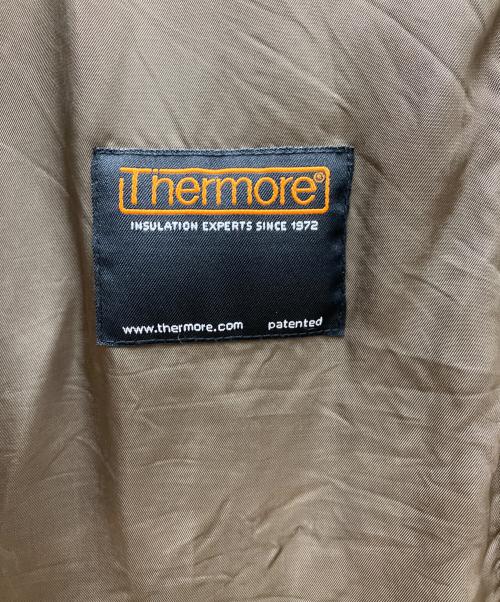 Thermore®
INSULATION EXPERTS SINCE 1972
www.thermore.com patented